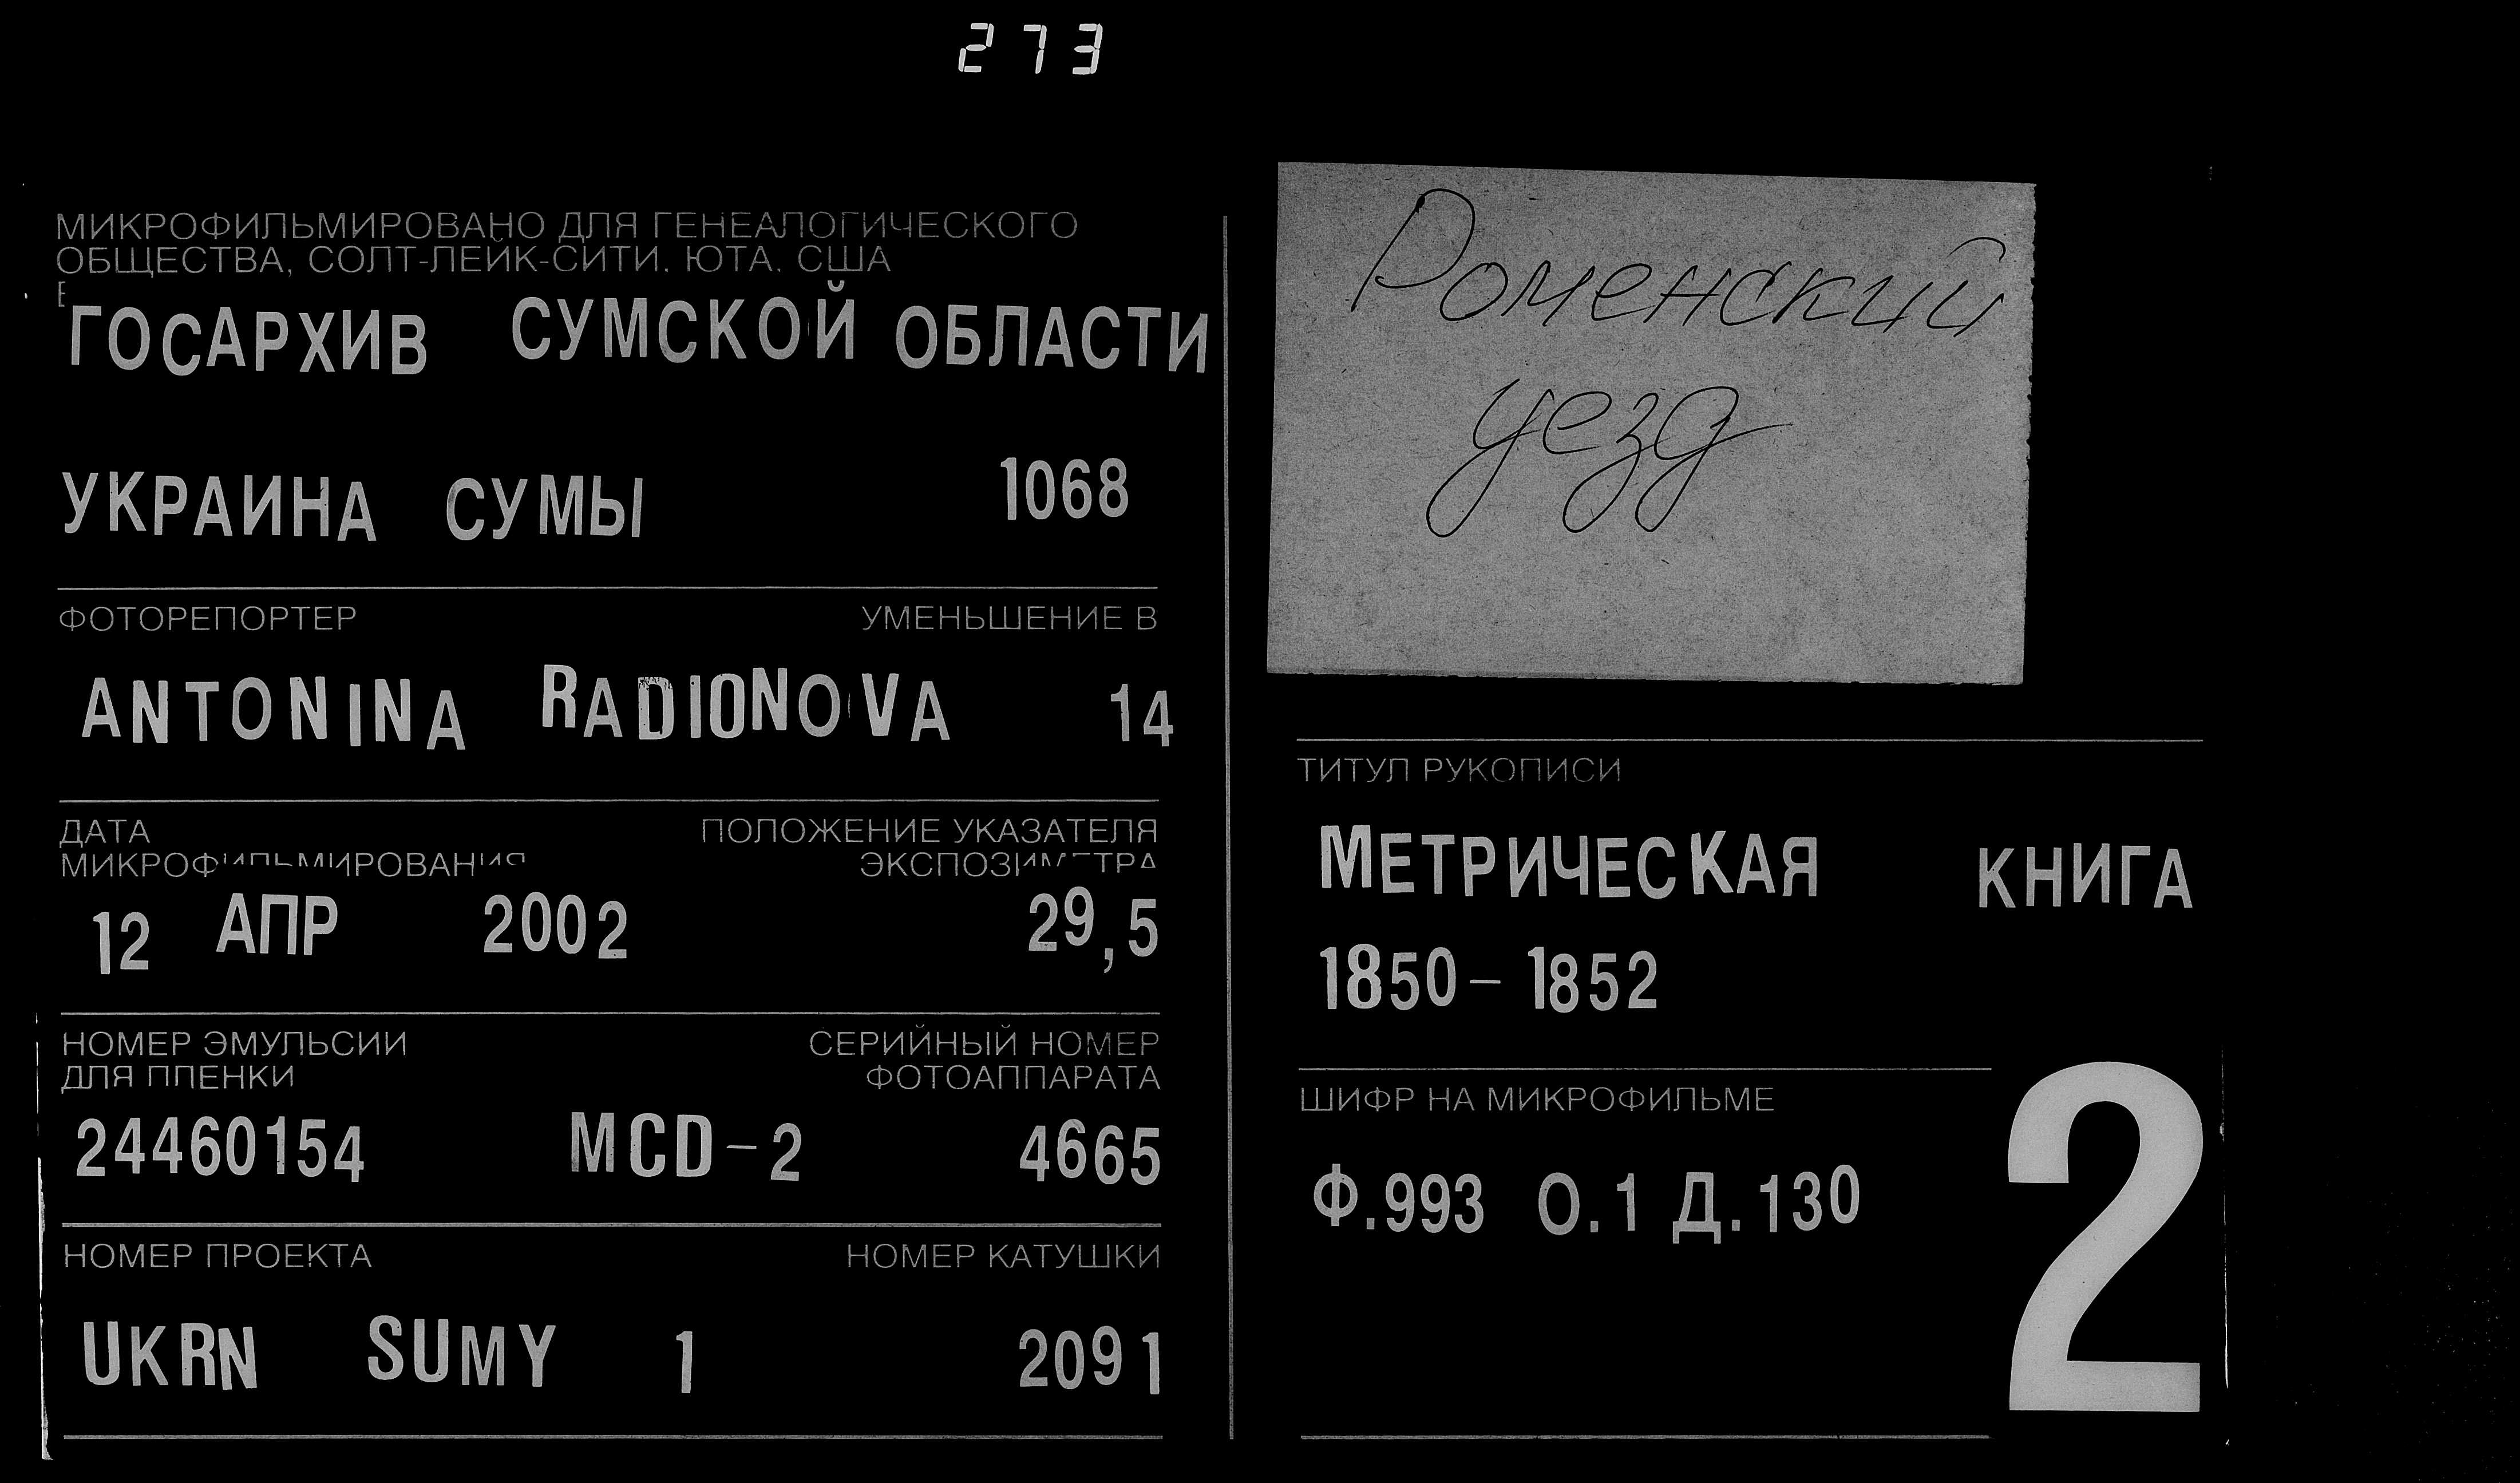 273
МИКРОФИЛЬМИРОВАНО ДЛЯ ГЕНЕАЛОГИЧЕСКОГО
ОБЩЕСТВА, СОЛТ-ЛЕЙК-СИТИ. ЮТА. США
В
ГОСАРХИВ СУМСКОЙ ОБЛАСТИ
УКРАИНА СУМЫ 1068
ФОТОРЕПОРТЕР УМЕНЬШЕНИЕ В
ANTONINA RADIONOVA 14
ДАТА ПОЛОЖЕНИЕ УКАЗАТЕЛЯ
МИКРОФИЛЬМИРОВАНИЯ ЭКСПОЗИМЕТРА
12 АПР 2002 29,5
НОМЕР ЭМУЛЬСИИ СЕРИЙНЫЙ НОМЕР
ДЛЯ ПЛЕНКИ ФОТОАППАРАТА
24460154 MCD-2 4665
НОМЕР ПРОЕКТА НОМЕР КАТУШКИ
UKRN SUMY 1 2091
Роменский
уезд
ТИТУЛ РУКОПИСИ
МЕТРИЧЕСКАЯ КНИГА
1850-1852
ШИФР НА МИКРОФИЛЬМЕ
Ф.993 О.1 Д.130
2